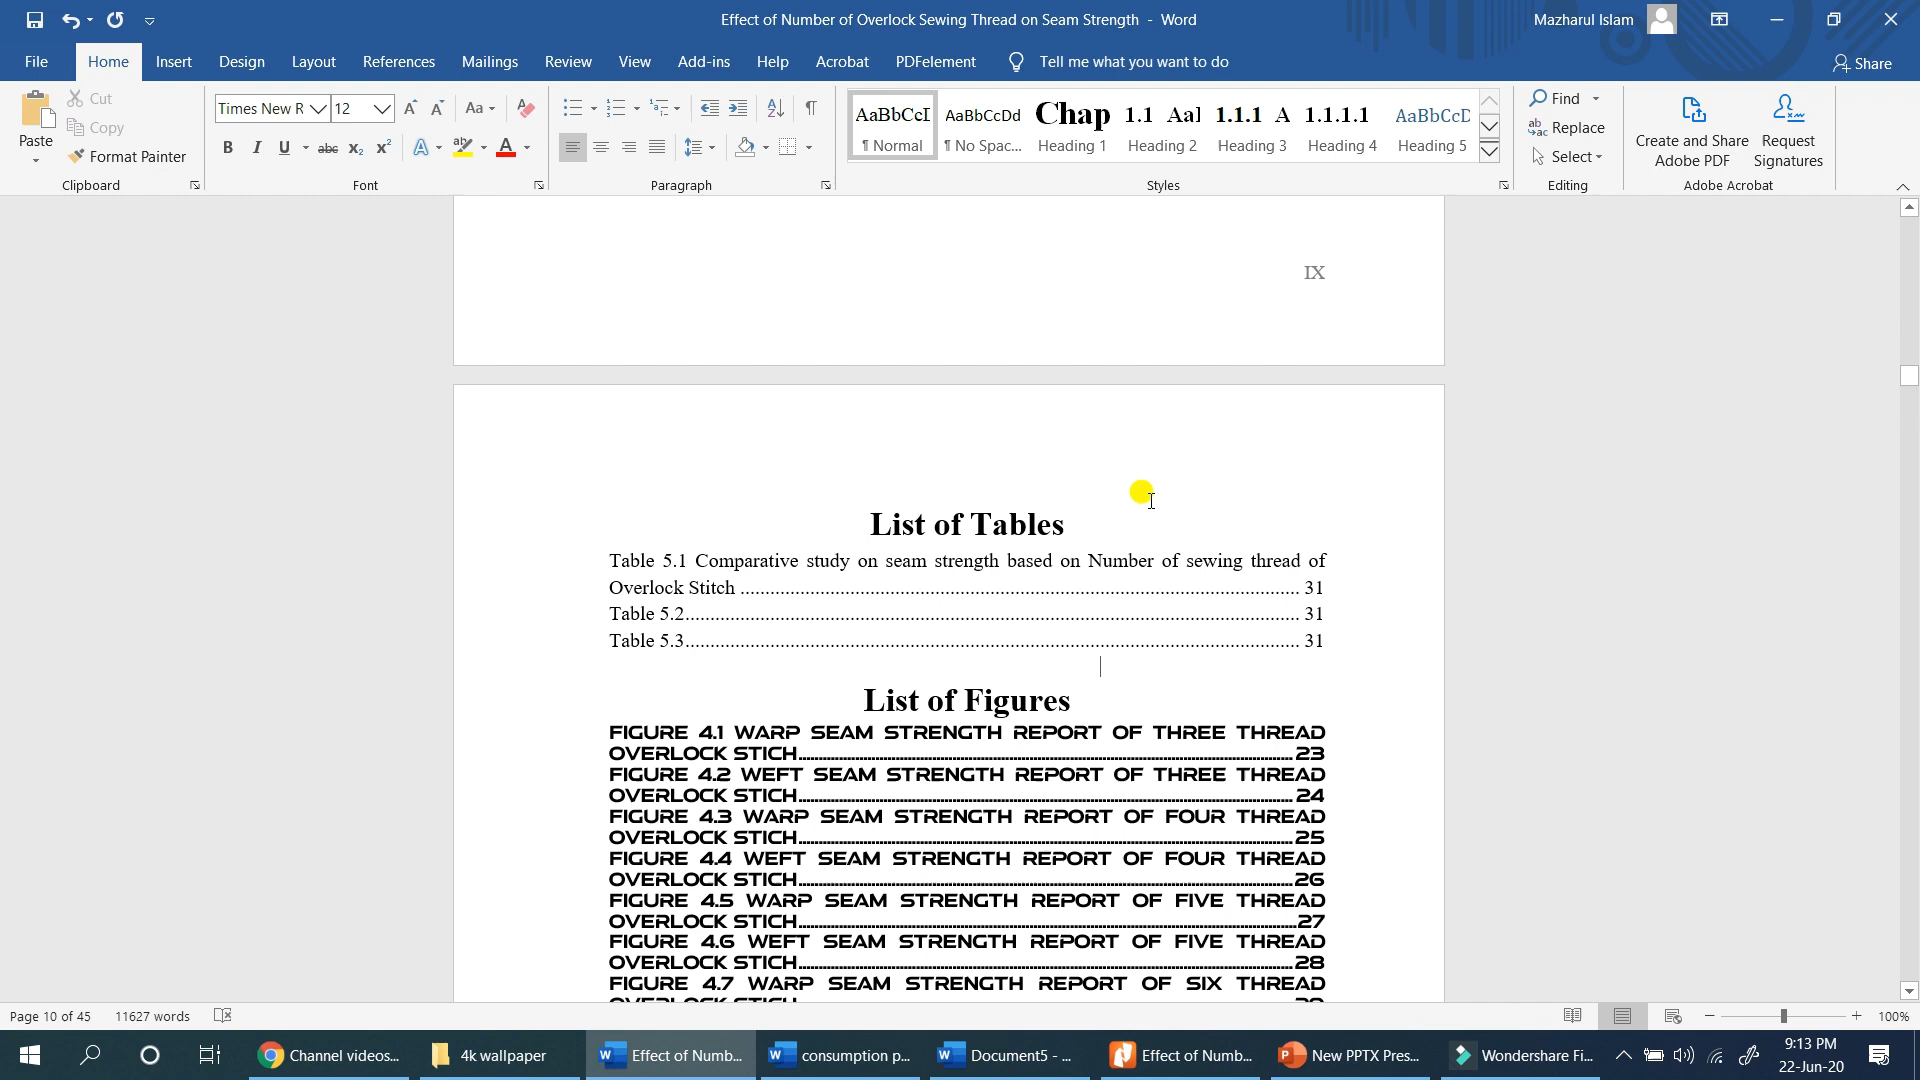 Effect of Number of Overlock Sewing Thread on Seam Strength - Word
Mazharul Islam
File Home Insert Design Layout References Mailings Review View Add-ins Help Acrobat PDFelement Tell me what you want to do
Share
Paste
Cut
Copy
Format Painter
Clipboard
Times New R 12
Aa
B I U abc x₂ x² A ab A
Font
Paragraph
AaBbCcI AaBbCcDd Chap 1.1 AaI 1.1.1 A 1.1.1.1 AaBbCcC
¶ Normal ¶ No Spac... Heading 1 Heading 2 Heading 3 Heading 4 Heading 5
Styles
Find
Replace
Select
Editing
Create and Share Adobe PDF
Request Signatures
Adobe Acrobat
IX
List of Tables
Table 5.1 Comparative study on seam strength based on Number of sewing thread of
Overlock Stitch ........ 31
Table 5.2........ 31
Table 5.3........ 31
List of Figures
FIGURE 4.1 WARP SEAM STRENGTH REPORT OF THREE THREAD
OVERLOCK STICH........ 23
FIGURE 4.2 WEFT SEAM STRENGTH REPORT OF THREE THREAD
OVERLOCK STICH........ 24
FIGURE 4.3 WARP SEAM STRENGTH REPORT OF FOUR THREAD
OVERLOCK STICH........ 25
FIGURE 4.4 WEFT SEAM STRENGTH REPORT OF FOUR THREAD
OVERLOCK STICH........ 26
FIGURE 4.5 WARP SEAM STRENGTH REPORT OF FIVE THREAD
OVERLOCK STICH........ 27
FIGURE 4.6 WEFT SEAM STRENGTH REPORT OF FIVE THREAD
OVERLOCK STICH........ 28
FIGURE 4.7 WARP SEAM STRENGTH REPORT OF SIX THREAD
Page 10 of 45 11627 words
100%
Channel videos... 4k wallpaper Effect of Numb... consumption p... Document5 - ... Effect of Numb... New PPTX Pres... Wondershare Fi...
9:13 PM
22-Jun-20